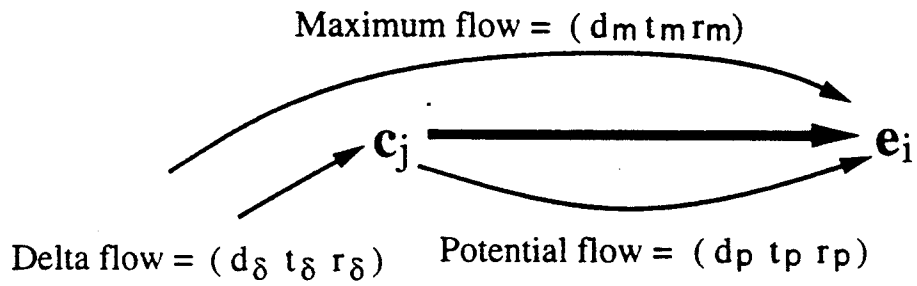 Maximum flow = ( dm tm rm)
cj ei
Delta flow = ( dδ tδ rδ) Potential flow = ( dp tp rp)